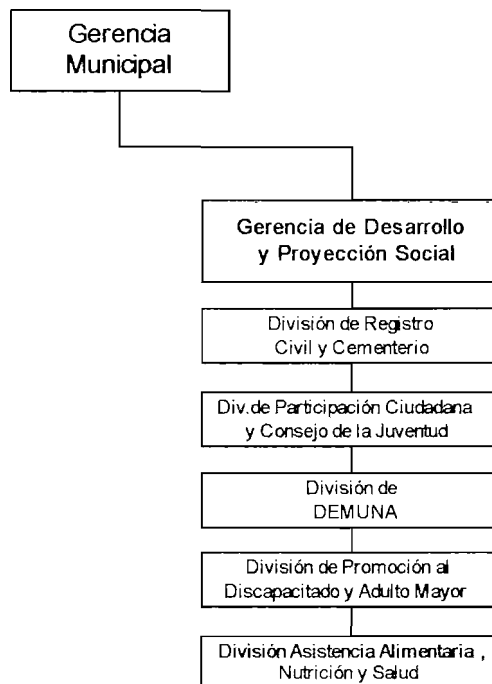 Gerencia
Municipal
Gerencia de Desarrollo
y Proyección Social
División de Registro
Civil y Cementerio
Div.de Participación Ciudadana
y Consejo de la Juventud
División de
DEMUNA
División de Promoción al
Discapacitado y Adulto Mayor
División Asistencia Alimentaria ,
Nutrición y Salud